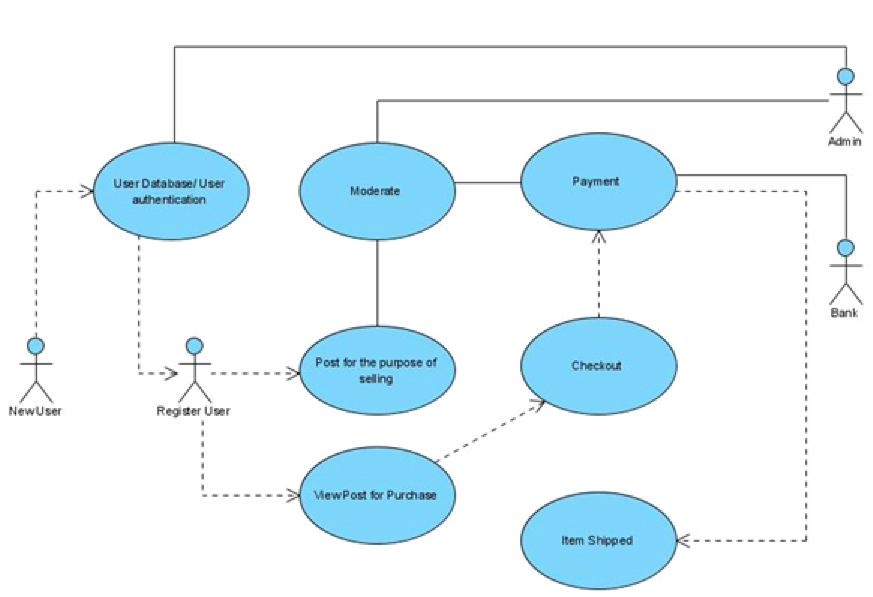 Admin
User Database/ User
authentication
Moderate
Payment
Bank
Post for the purpose of
selling
Checkout
NewUser
Register User
ViewPost for Purchase
Item Shipped